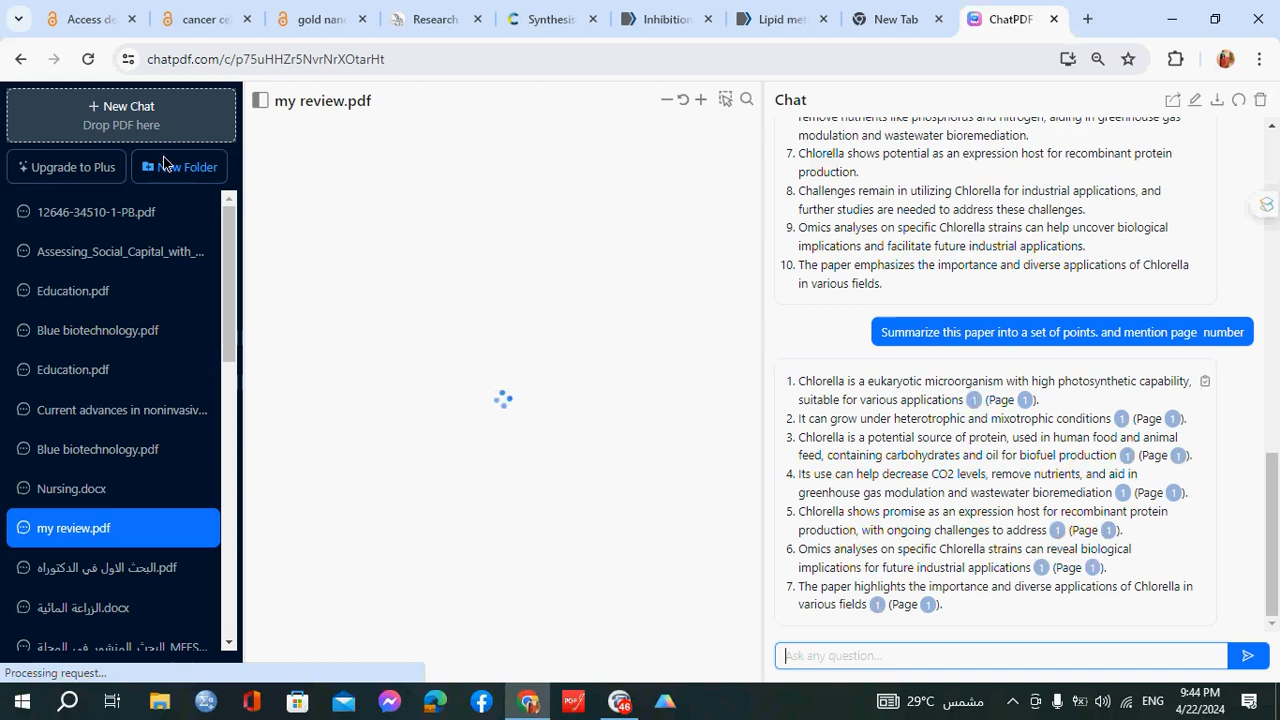 Access de
cancer ce
gold nan
Research
Synthesis
Inhibition
Lipid met
New Tab
ChatPDF
chatpdf.com/c/p75uHHZr5NvrNrXOtarHt
+ New Chat
Drop PDF here
Upgrade to Plus
New Folder
12646-34510-1-PB.pdf
Assessing_Social_Capital_with_...
Education.pdf
Blue biotechnology.pdf
Education.pdf
Current advances in noninvasiv...
Blue biotechnology.pdf
Nursing.docx
my review.pdf
البحث الاول في الدكتوراه.pdf
الزراعة المائية.docx
البحث المنشور في المجلة_MFFS...
Processing request...
my review.pdf
Chat
remove nutrients like phosphorus and nitrogen, aiding in greenhouse gas
modulation and wastewater bioremediation.
7. Chlorella shows potential as an expression host for recombinant protein
production.
8. Challenges remain in utilizing Chlorella for industrial applications, and
further studies are needed to address these challenges.
9. Omics analyses on specific Chlorella strains can help uncover biological
implications and facilitate future industrial applications.
10. The paper emphasizes the importance and diverse applications of Chlorella
in various fields.
Summarize this paper into a set of points. and mention page number
1. Chlorella is a eukaryotic microorganism with high photosynthetic capability,
suitable for various applications 1 (Page 1).
2. It can grow under heterotrophic and mixotrophic conditions 1 (Page 1).
3. Chlorella is a potential source of protein, used in human food and animal
feed, containing carbohydrates and oil for biofuel production 1 (Page 1).
4. Its use can help decrease CO2 levels, remove nutrients, and aid in
greenhouse gas modulation and wastewater bioremediation 1 (Page 1).
5. Chlorella shows promise as an expression host for recombinant protein
production, with ongoing challenges to address 1 (Page 1).
6. Omics analyses on specific Chlorella strains can reveal biological
implications for future industrial applications 1 (Page 1).
7. The paper highlights the importance and diverse applications of Chlorella in
various fields 1 (Page 1).
Ask any question...
46
29°C مشمس
ENG
9:44 PM
4/22/2024